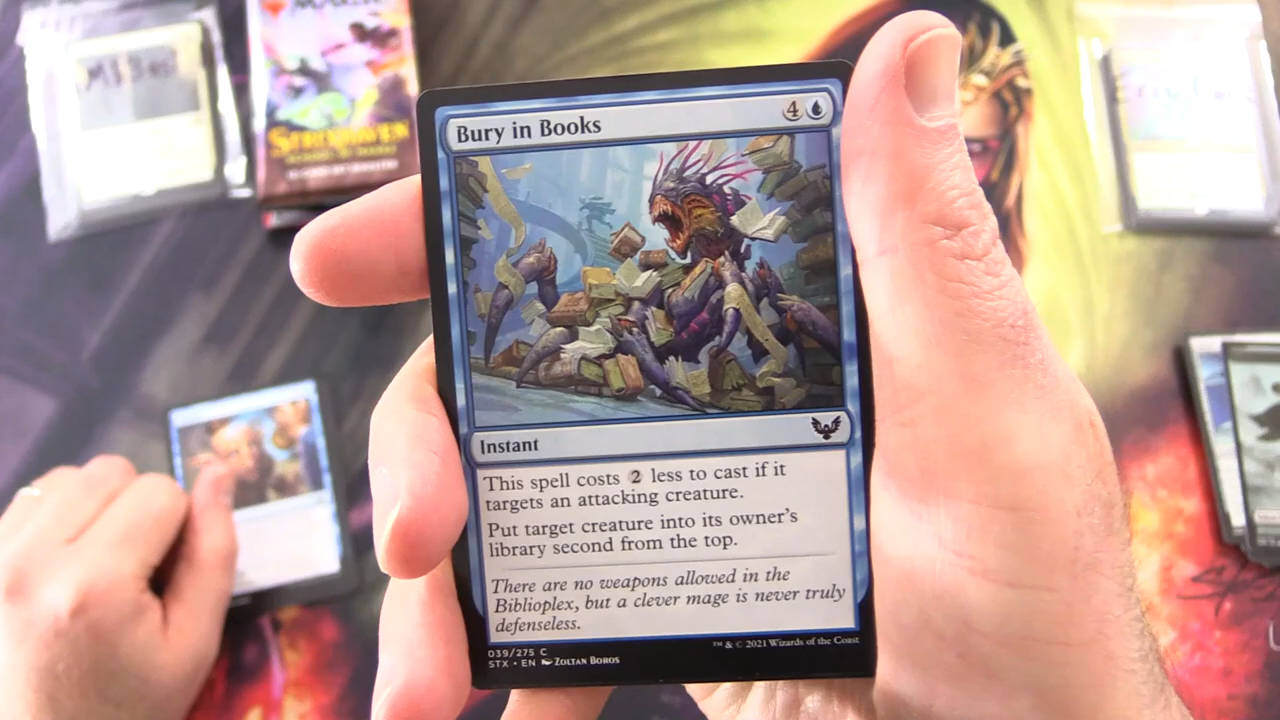 STRIXHAVEN
Bury in Books
4
Instant
This spell costs 2 less to cast if it
targets an attacking creature.
Put target creature into its owner's
library second from the top.
There are no weapons allowed in the
Biblioplex, but a clever mage is never truly
defenseless.
039/275 C
STX • EN Zoltan Boros
™ & © 2021 Wizards of the Coast